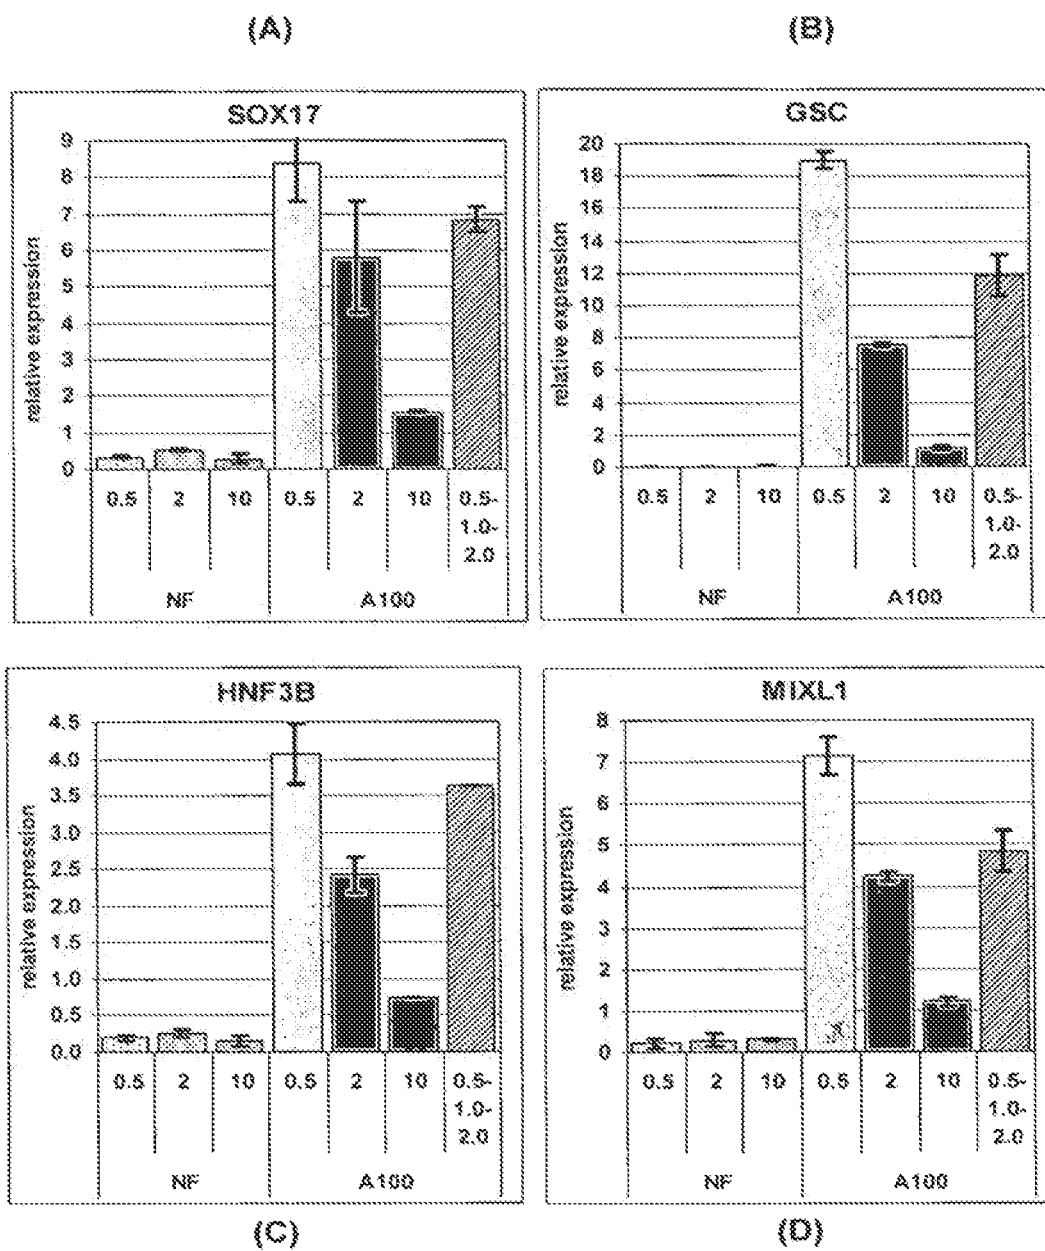 (A)
(B)
SOX17
relative expression
9
8
7
6
5
4
3
2
1
0
0.5 2 10 0.5 2 10 0.5-
1.0-
2.0
NF A100
GSC
relative expression
20
18
16
14
12
10
8
6
4
2
0
0.5 2 10 0.5 2 10 0.5-
1.0-
2.0
NF A100
HNF3B
relative expression
4.5
4.0
3.5
3.0
2.5
2.0
1.5
1.0
0.5
0.0
0.5 2 10 0.5 2 10 0.5-
1.0-
2.0
NF A100
MIXL1
relative expression
8
7
6
5
4
3
2
1
0
0.5 2 10 0.5 2 10 0.5-
1.0-
2.0
NF A100
(C)
(D)